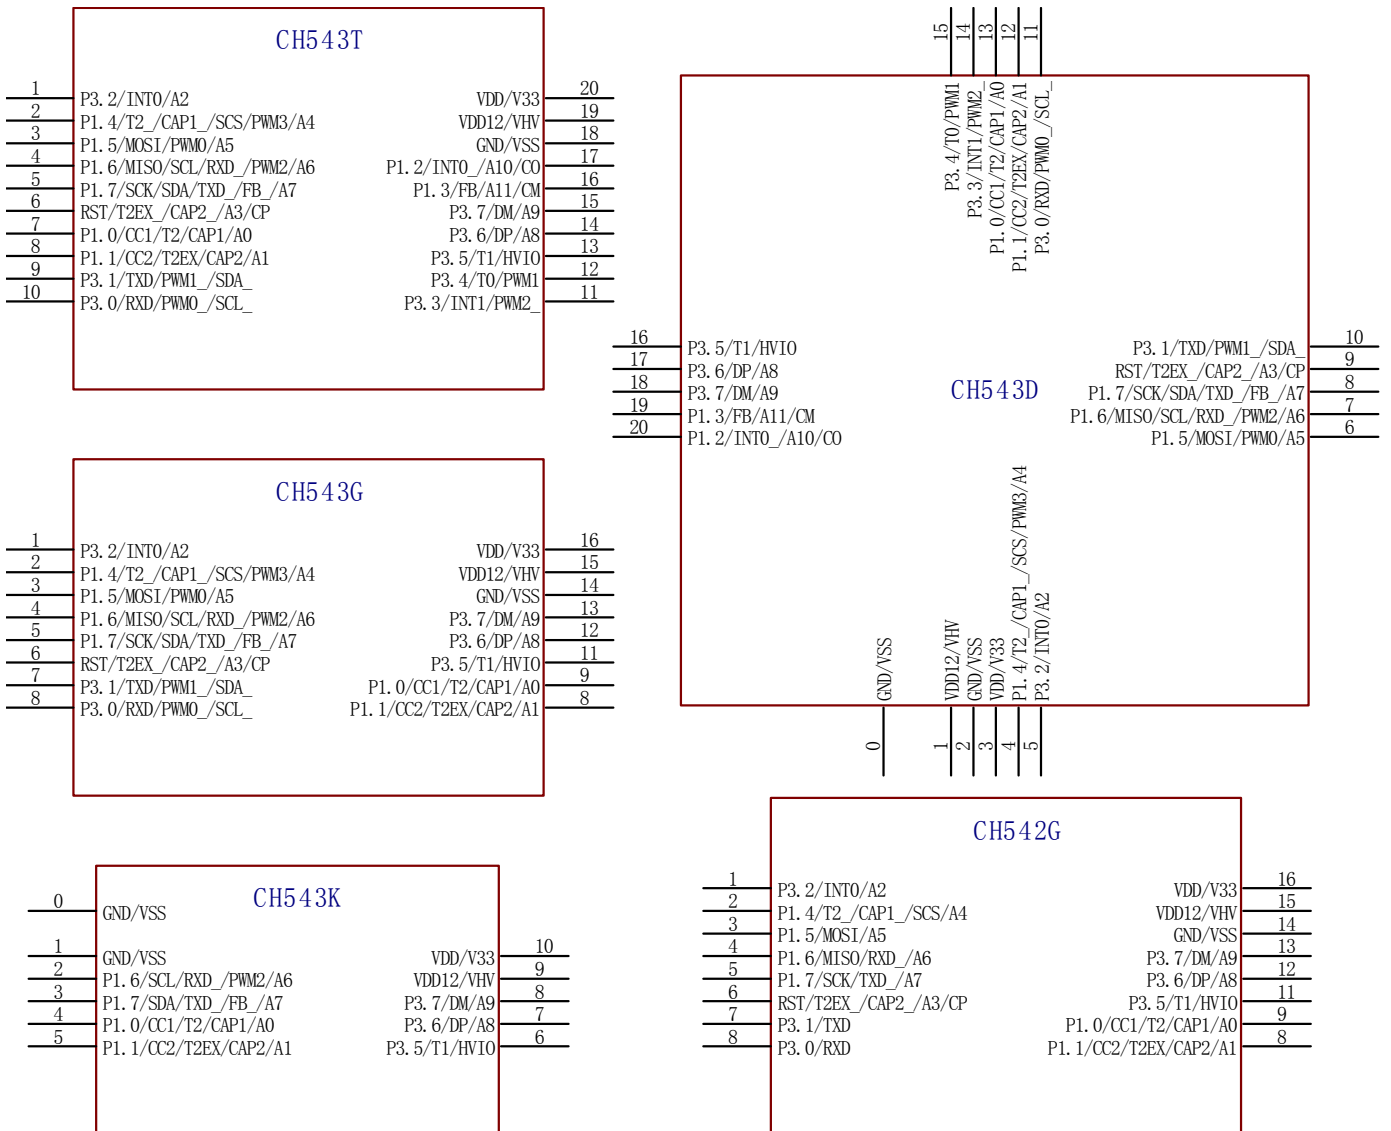 CH543T
1 P3.2/INT0/A2
2 P1.4/T2_/CAP1_/SCS/PWM3/A4
3 P1.5/MOSI/PWM0/A5
4 P1.6/MISO/SCL/RXD_/PWM2/A6
5 P1.7/SCK/SDA/TXD_/FB_/A7
6 RST/T2EX_/CAP2_/A3/CP
7 P1.0/CC1/T2/CAP1/A0
8 P1.1/CC2/T2EX/CAP2/A1
9 P3.1/TXD/PWM1_/SDA_
10 P3.0/RXD/PWM0_/SCL_
VDD/V33 20
VDD12/VHV 19
GND/VSS 18
P1.2/INT0_/A10/CO 17
P1.3/FB/A11/CM 16
P3.7/DM/A9 15
P3.6/DP/A8 14
P3.5/T1/HVIO 13
P3.4/T0/PWM1 12
P3.3/INT1/PWM2_ 11
CH543D
15 P3.4/T0/PWM1
14 P3.3/INT1/PWM2_
13 P1.0/CC1/T2/CAP1/A0
12 P1.1/CC2/T2EX/CAP2/A1
11 P3.0/RXD/PWM0_/SCL_
16 P3.5/T1/HVIO
17 P3.6/DP/A8
18 P3.7/DM/A9
19 P1.3/FB/A11/CM
20 P1.2/INT0_/A10/CO
P3.1/TXD/PWM1_/SDA_ 10
RST/T2EX_/CAP2_/A3/CP 9
P1.7/SCK/SDA/TXD_/FB_/A7 8
P1.6/MISO/SCL/RXD_/PWM2/A6 7
P1.5/MOSI/PWM0/A5 6
0 GND/VSS
1 VDD12/VHV
2 GND/VSS
3 VDD/V33
4 P1.4/T2_/CAP1_/SCS/PWM3/A4
5 P3.2/INT0/A2
CH543G
1 P3.2/INT0/A2
2 P1.4/T2_/CAP1_/SCS/PWM3/A4
3 P1.5/MOSI/PWM0/A5
4 P1.6/MISO/SCL/RXD_/PWM2/A6
5 P1.7/SCK/SDA/TXD_/FB_/A7
6 RST/T2EX_/CAP2_/A3/CP
7 P3.1/TXD/PWM1_/SDA_
8 P3.0/RXD/PWM0_/SCL_
VDD/V33 16
VDD12/VHV 15
GND/VSS 14
P3.7/DM/A9 13
P3.6/DP/A8 12
P3.5/T1/HVIO 11
P1.0/CC1/T2/CAP1/A0 9
P1.1/CC2/T2EX/CAP2/A1 8
CH543K
0 GND/VSS
1 GND/VSS
2 P1.6/SCL/RXD_/PWM2/A6
3 P1.7/SDA/TXD_/FB_/A7
4 P1.0/CC1/T2/CAP1/A0
5 P1.1/CC2/T2EX/CAP2/A1
VDD/V33 10
VDD12/VHV 9
P3.7/DM/A9 8
P3.6/DP/A8 7
P3.5/T1/HVIO 6
CH542G
1 P3.2/INT0/A2
2 P1.4/T2_/CAP1_/SCS/A4
3 P1.5/MOSI/A5
4 P1.6/MISO/RXD_/A6
5 P1.7/SCK/TXD_/A7
6 RST/T2EX_/CAP2_/A3/CP
7 P3.1/TXD
8 P3.0/RXD
VDD/V33 16
VDD12/VHV 15
GND/VSS 14
P3.7/DM/A9 13
P3.6/DP/A8 12
P3.5/T1/HVIO 11
P1.0/CC1/T2/CAP1/A0 9
P1.1/CC2/T2EX/CAP2/A1 8